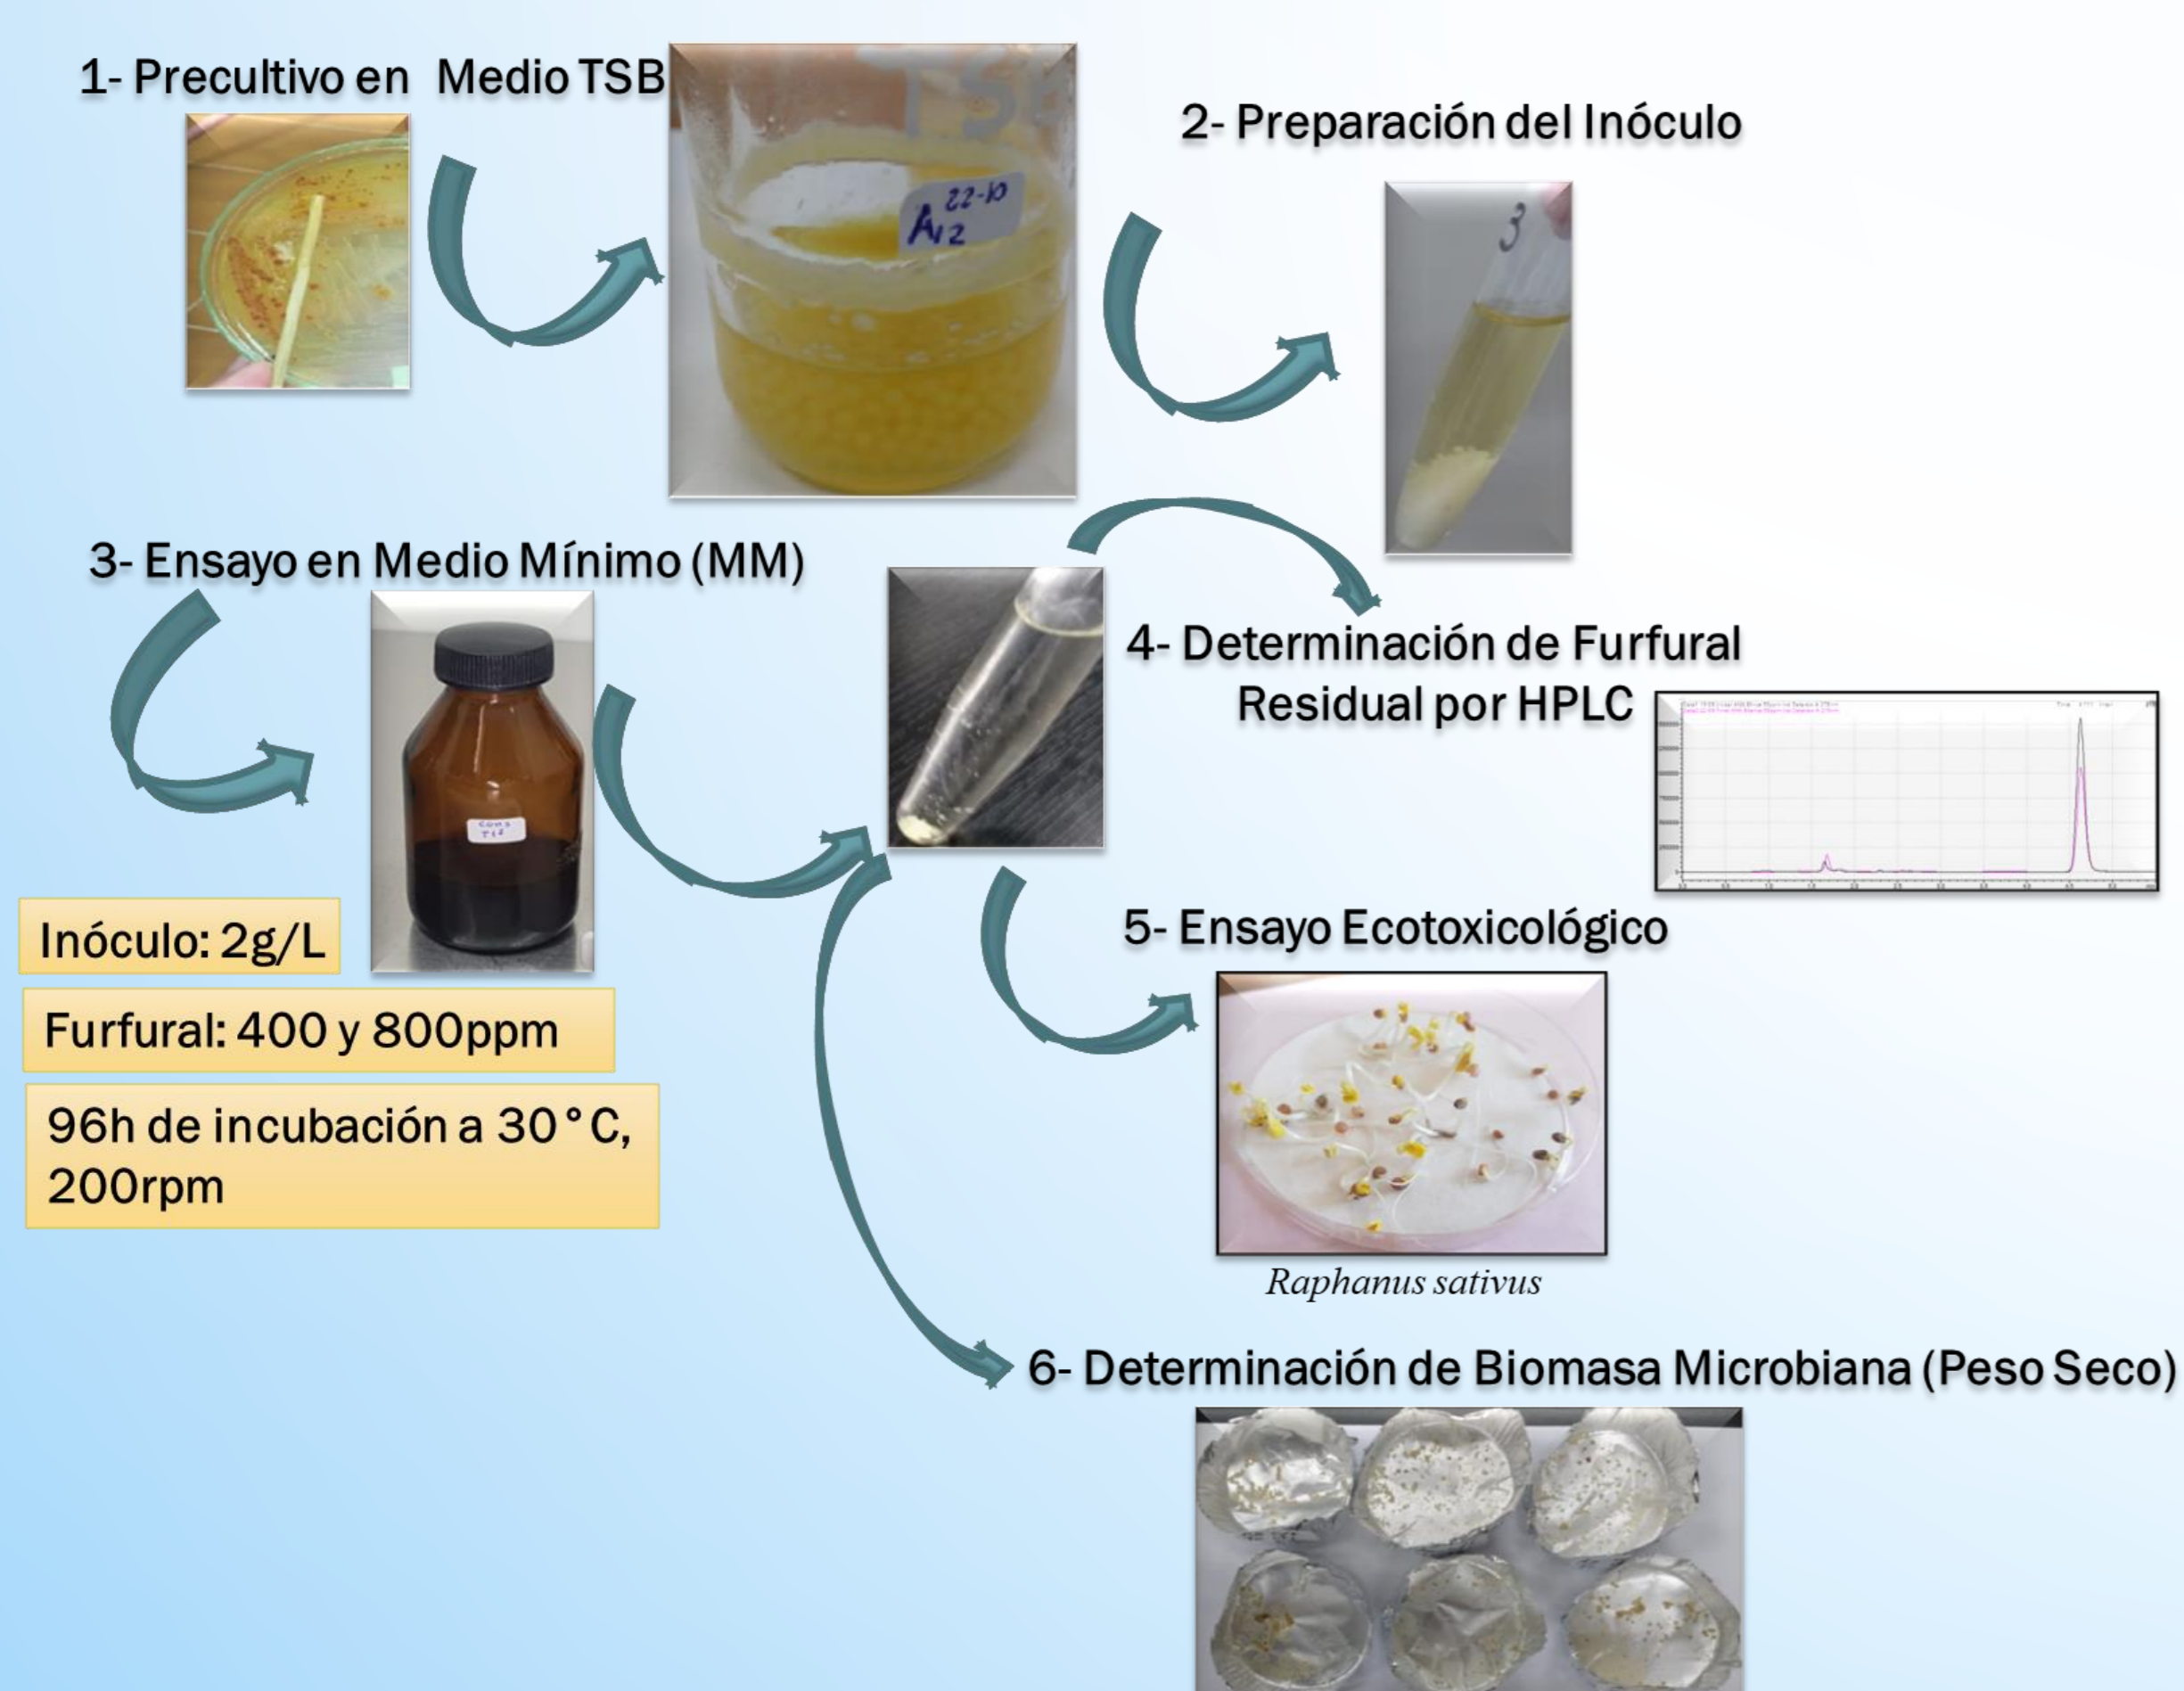 1- Precultivo en Medio TSB
TSB
A12 22-10
2- Preparación del Inóculo
3
3- Ensayo en Medio Mínimo (MM)
4- Determinación de Furfural
Residual por HPLC
Inóculo: 2g/L
Furfural: 400 y 800ppm
96h de incubación a 30°C,
200rpm
5- Ensayo Ecotoxicológico
Raphanus sativus
6- Determinación de Biomasa Microbiana (Peso Seco)